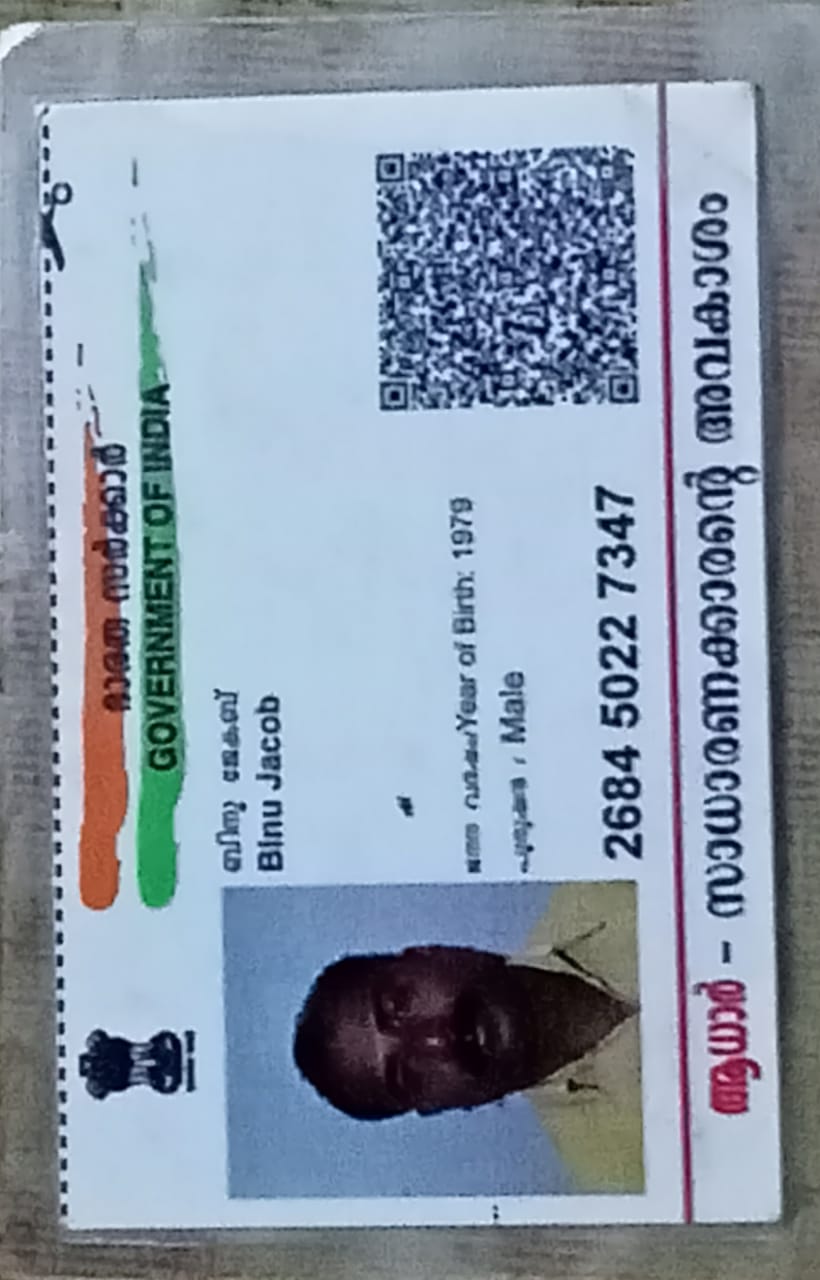 ഭാരത സർക്കാർ
GOVERNMENT OF INDIA
ബിനു ജേക്കബ്
Binu Jacob
ജനന വർഷം/Year of Birth: 1979
പുരുഷൻ / Male
2684 5022 7347
ആധാർ - സാധാരണക്കാരന്റെ അവകാശം